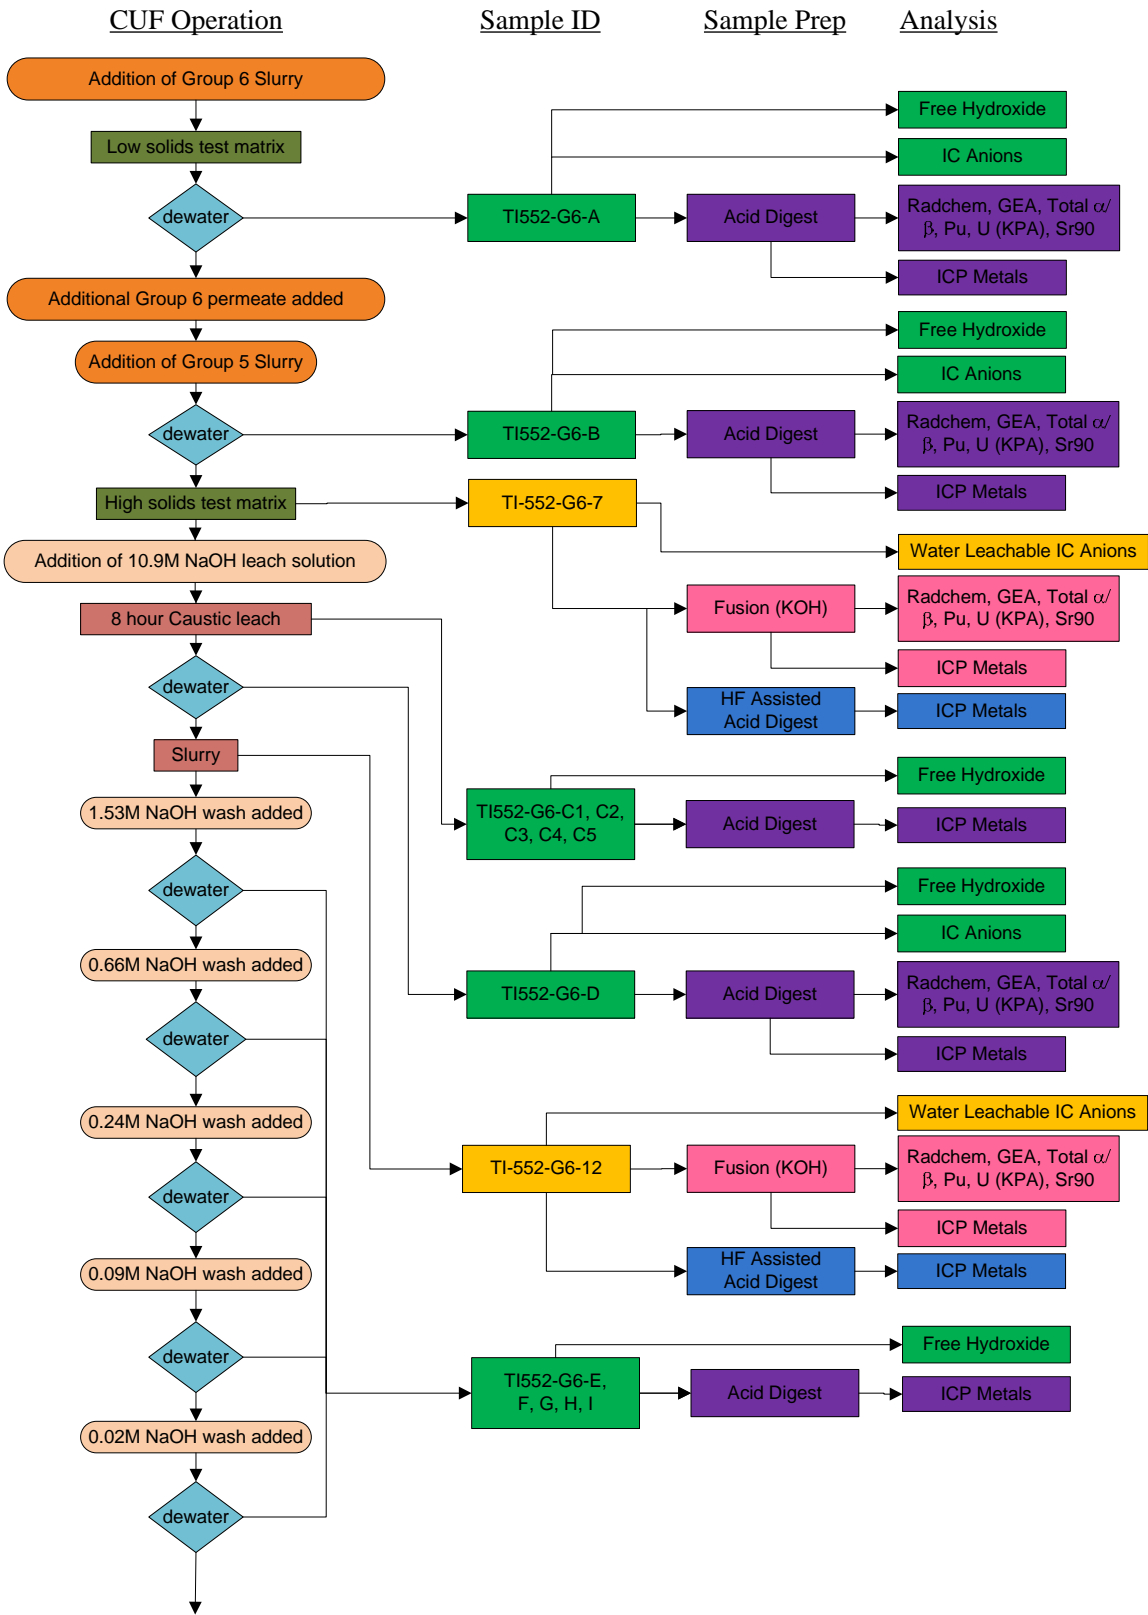 CUF Operation
Sample ID
Sample Prep
Analysis
Addition of Group 6 Slurry
Low solids test matrix
dewater
TI552-G6-A
Acid Digest
Free Hydroxide
IC Anions
Radchem, GEA, Total α/
β, Pu, U (KPA), Sr90
ICP Metals
Additional Group 6 permeate added
Addition of Group 5 Slurry
dewater
TI552-G6-B
Acid Digest
Free Hydroxide
IC Anions
Radchem, GEA, Total α/
β, Pu, U (KPA), Sr90
ICP Metals
High solids test matrix
TI-552-G6-7
Water Leachable IC Anions
Fusion (KOH)
Radchem, GEA, Total α/
β, Pu, U (KPA), Sr90
ICP Metals
HF Assisted
Acid Digest
ICP Metals
Addition of 10.9M NaOH leach solution
8 hour Caustic leach
TI552-G6-C1, C2,
C3, C4, C5
Acid Digest
Free Hydroxide
ICP Metals
dewater
TI552-G6-D
Acid Digest
Free Hydroxide
IC Anions
Radchem, GEA, Total α/
β, Pu, U (KPA), Sr90
ICP Metals
Slurry
TI-552-G6-12
Water Leachable IC Anions
Fusion (KOH)
Radchem, GEA, Total α/
β, Pu, U (KPA), Sr90
ICP Metals
HF Assisted
Acid Digest
ICP Metals
1.53M NaOH wash added
dewater
0.66M NaOH wash added
dewater
0.24M NaOH wash added
dewater
0.09M NaOH wash added
dewater
0.02M NaOH wash added
dewater
TI552-G6-E,
F, G, H, I
Acid Digest
Free Hydroxide
ICP Metals